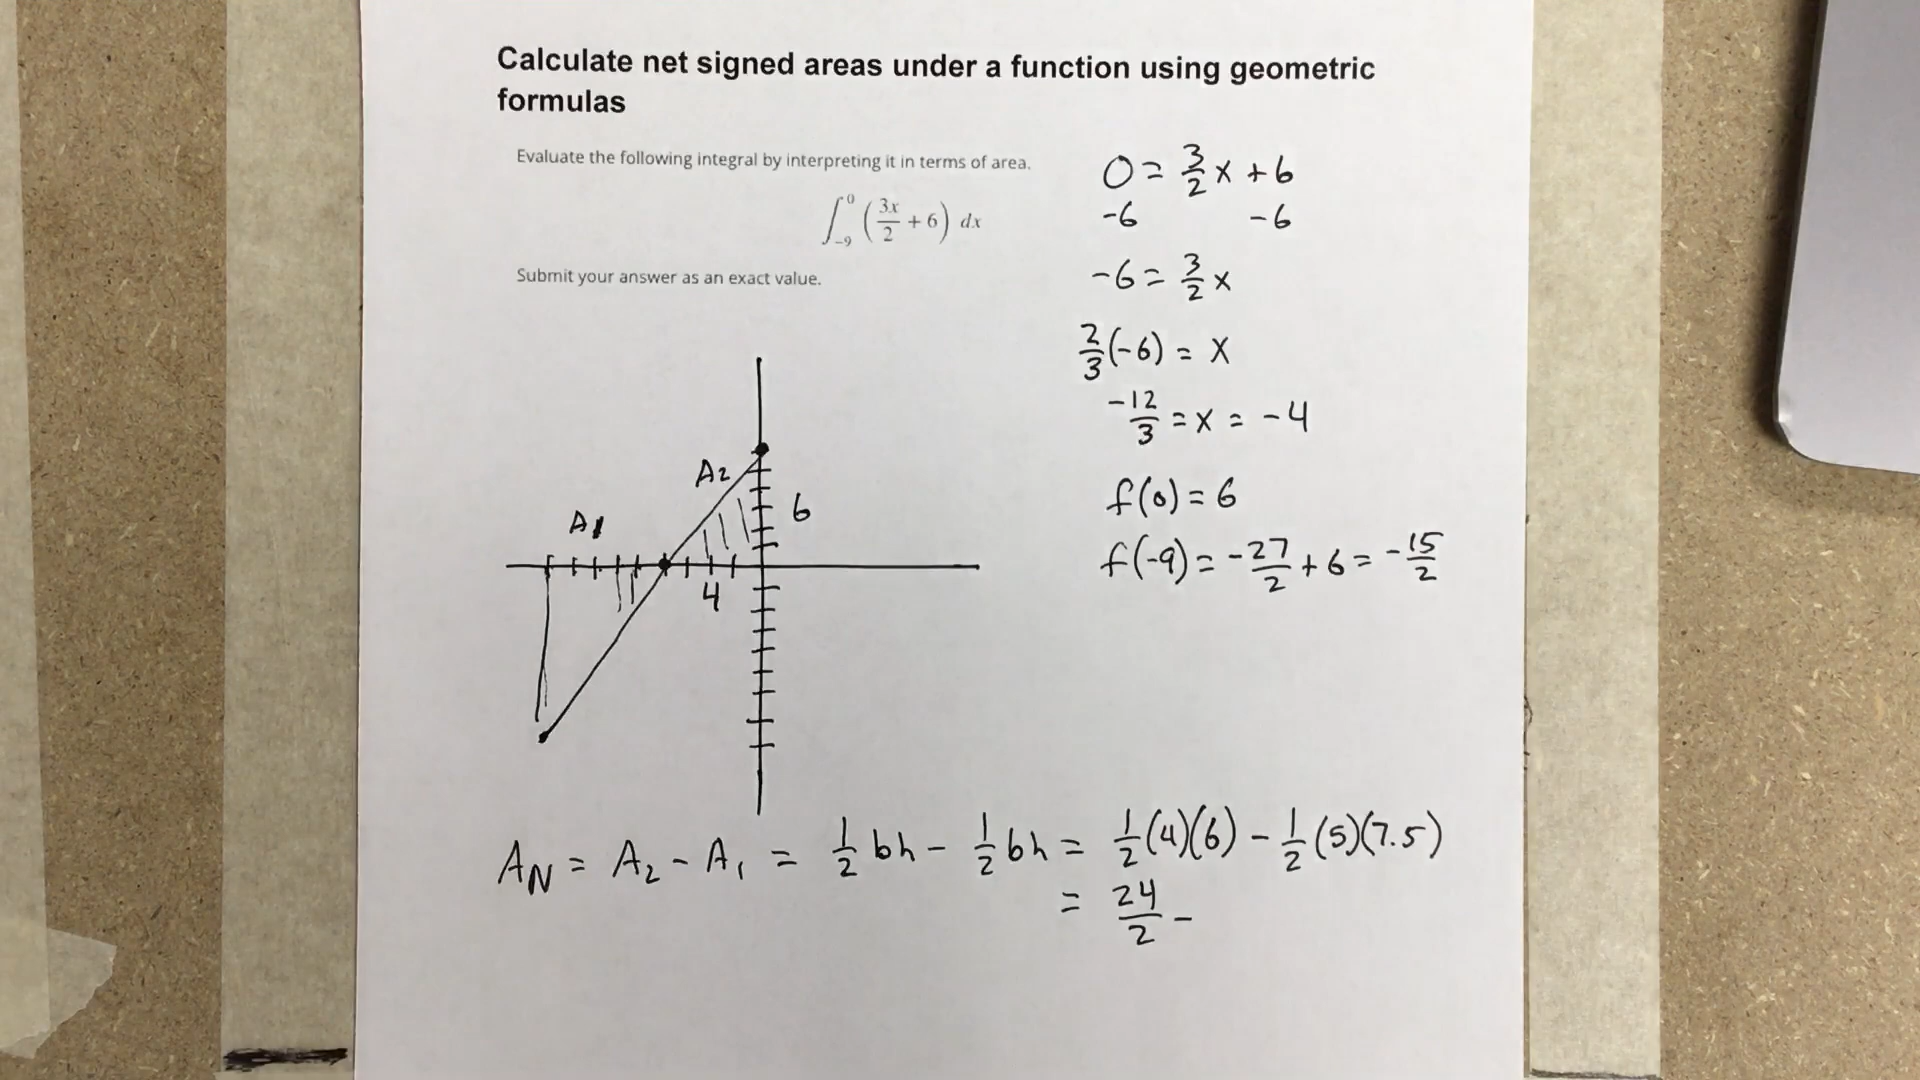 Calculate net signed areas under a function using geometric
formulas
Evaluate the following integral by interpreting it in terms of area.
∫_{-9}^{0} (3x/2 + 6) dx
Submit your answer as an exact value.
0 = 3/2 x + 6
-6 -6
-6 = 3/2 x
2/3 (-6) = x
-12/3 = x = -4
f(0) = 6
f(-9) = -27/2 + 6 = -15/2
A2
A1
6
4
A_N = A_2 - A_1 = 1/2 bh - 1/2 bh = 1/2 (4)(6) - 1/2 (5)(7.5)
= 24/2 -